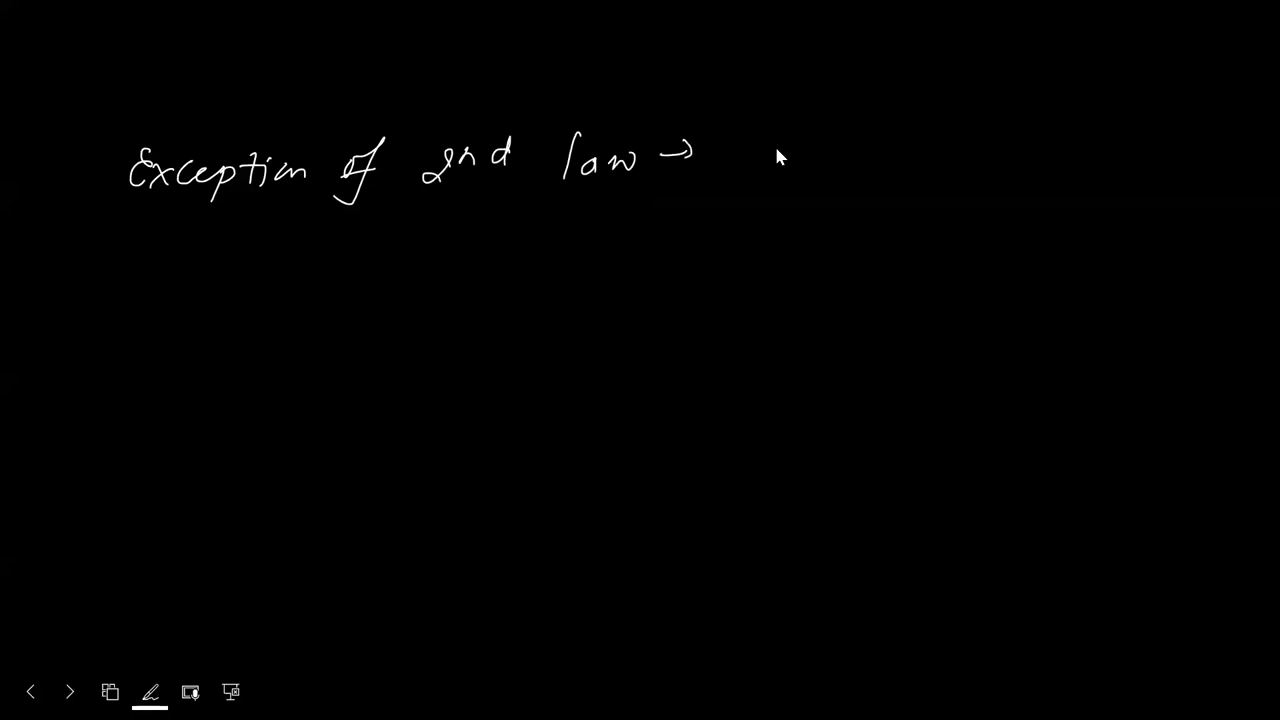 Exception of 2nd law →